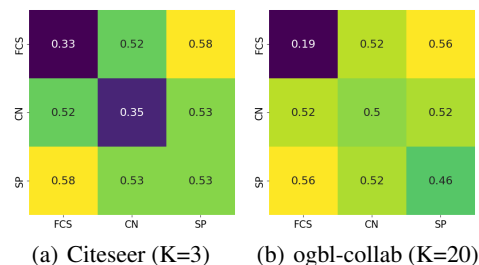 FCS 0.33 0.52 0.58
CN 0.52 0.35 0.53
SP 0.58 0.53 0.53
FCS CN SP
(a) Citeseer (K=3)
FCS 0.19 0.52 0.56
CN 0.52 0.5 0.52
SP 0.56 0.52 0.46
FCS CN SP
(b) ogbl-collab (K=20)